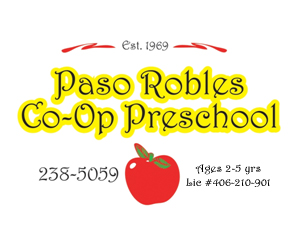 Est. 1969
Paso Robles
Co-Op Preschool
238-5059
Ages 2-5 yrs
Lic #406-210-901